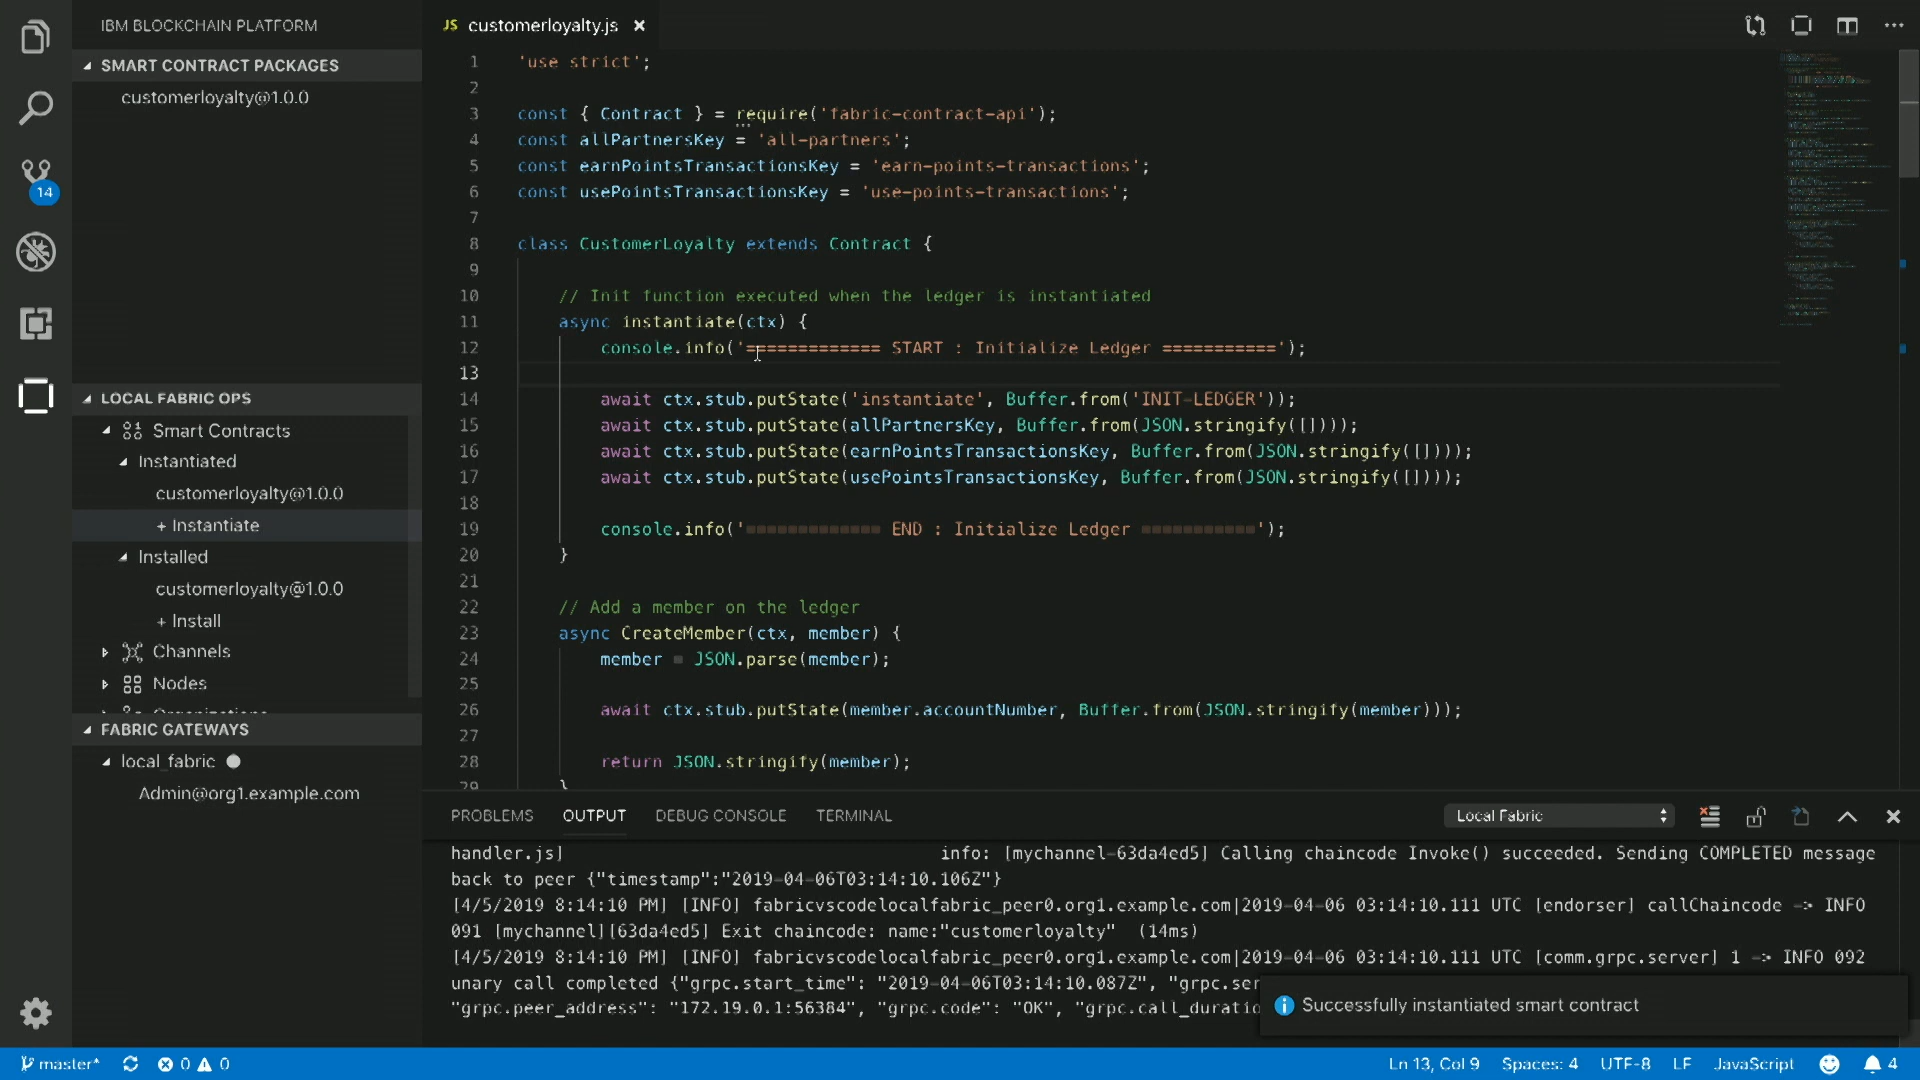 IBM BLOCKCHAIN PLATFORM
SMART CONTRACT PACKAGES
customerloyalty@1.0.0
14
LOCAL FABRIC OPS
Smart Contracts
Instantiated
customerloyalty@1.0.0
+ Instantiate
Installed
customerloyalty@1.0.0
+ Install
Channels
Nodes
FABRIC GATEWAYS
local_fabric
Admin@org1.example.com
JS customerloyalty.js
1 'use strict';
2
3 const { Contract } = require('fabric-contract-api');
4 const allPartnersKey = 'all-partners';
5 const earnPointsTransactionsKey = 'earn-points-transactions';
6 const usePointsTransactionsKey = 'use-points-transactions';
7
8 class CustomerLoyalty extends Contract {
9
10 // Init function executed when the ledger is instantiated
11 async instantiate(ctx) {
12 console.info('============= START : Initialize Ledger ===========');
13
14 await ctx.stub.putState('instantiate', Buffer.from('INIT-LEDGER'));
15 await ctx.stub.putState(allPartnersKey, Buffer.from(JSON.stringify([])));
16 await ctx.stub.putState(earnPointsTransactionsKey, Buffer.from(JSON.stringify([])));
17 await ctx.stub.putState(usePointsTransactionsKey, Buffer.from(JSON.stringify([])));
18
19 console.info('============= END : Initialize Ledger ===========');
20 }
21
22 // Add a member on the ledger
23 async CreateMember(ctx, member) {
24 member = JSON.parse(member);
25
26 await ctx.stub.putState(member.accountNumber, Buffer.from(JSON.stringify(member)));
27
28 return JSON.stringify(member);
29 }
PROBLEMS OUTPUT DEBUG CONSOLE TERMINAL Local Fabric
handler.js] info: [mychannel-63da4ed5] Calling chaincode Invoke() succeeded. Sending COMPLETED message
back to peer {"timestamp":"2019-04-06T03:14:10.106Z"}
[4/5/2019 8:14:10 PM] [INFO] fabricvscodelocalfabric_peer0.org1.example.com|2019-04-06 03:14:10.111 UTC [endorser] callChaincode -> INFO
091 [mychannel][63da4ed5] Exit chaincode: name:"customerloyalty" (14ms)
[4/5/2019 8:14:10 PM] [INFO] fabricvscodelocalfabric_peer0.org1.example.com|2019-04-06 03:14:10.111 UTC [comm.grpc.server] 1 -> INFO 092
unary call completed {"grpc.start_time": "2019-04-06T03:14:10.087Z", "grpc.ser
"grpc.peer_address": "172.19.0.1:56384", "grpc.code": "OK", "grpc.call_duratio
Successfully instantiated smart contract
master* 0 0 Ln 13, Col 9 Spaces: 4 UTF-8 LF JavaScript 4